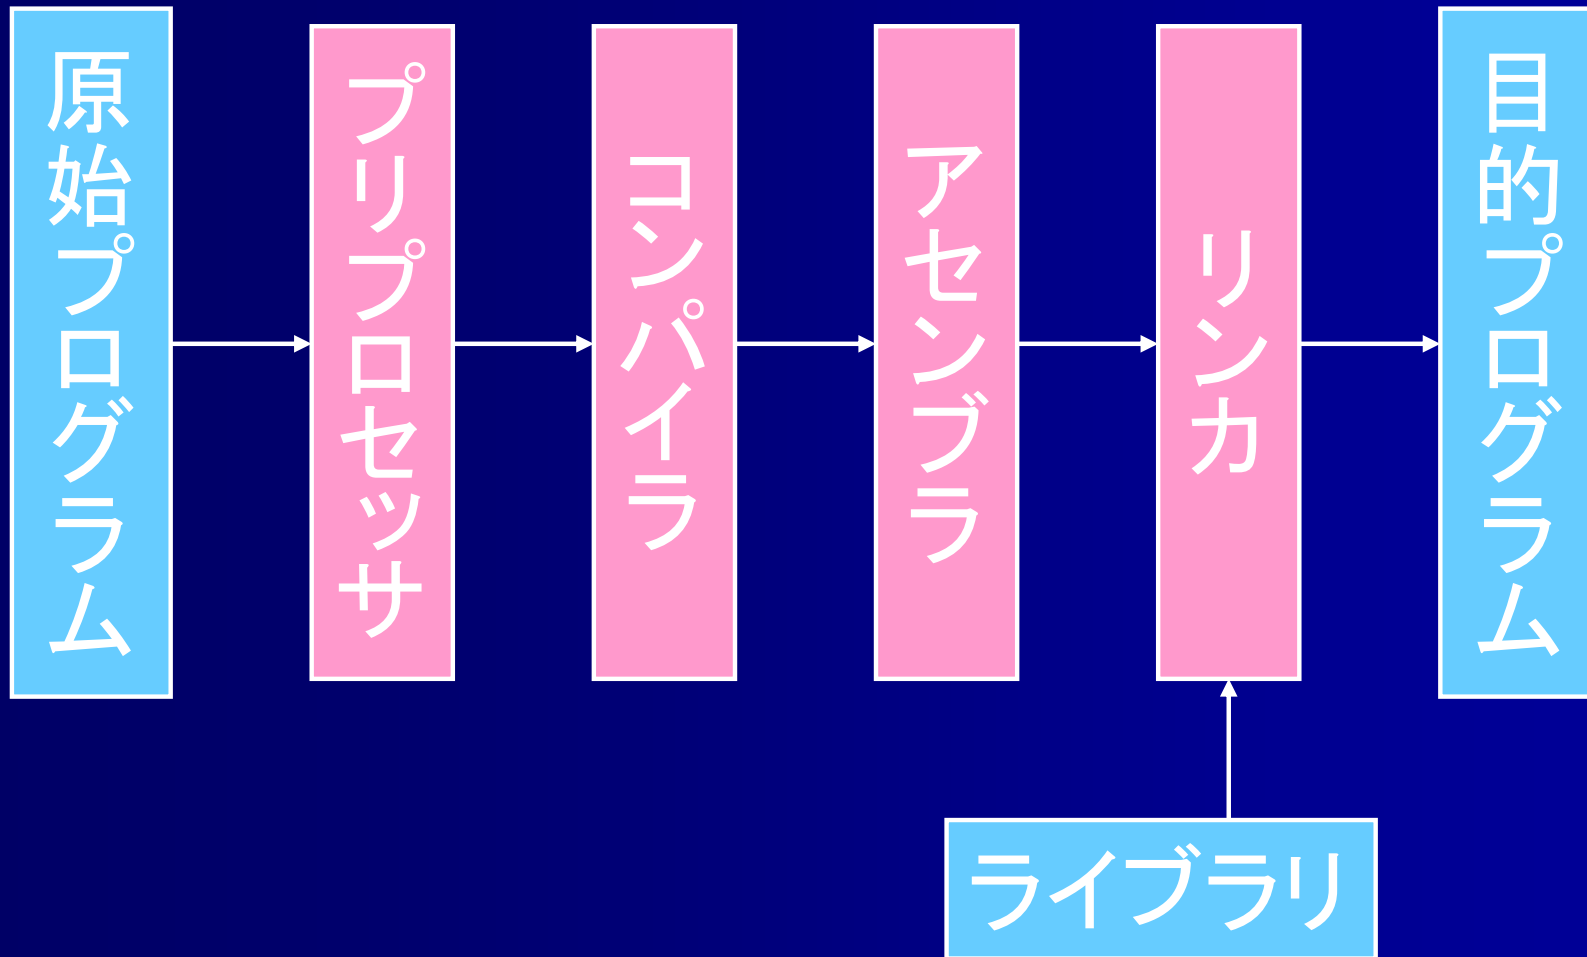 原始プログラム
プリプロセッサ
コンパイラ
アセンブラ
リンカ
目的プログラム
ライブラリ